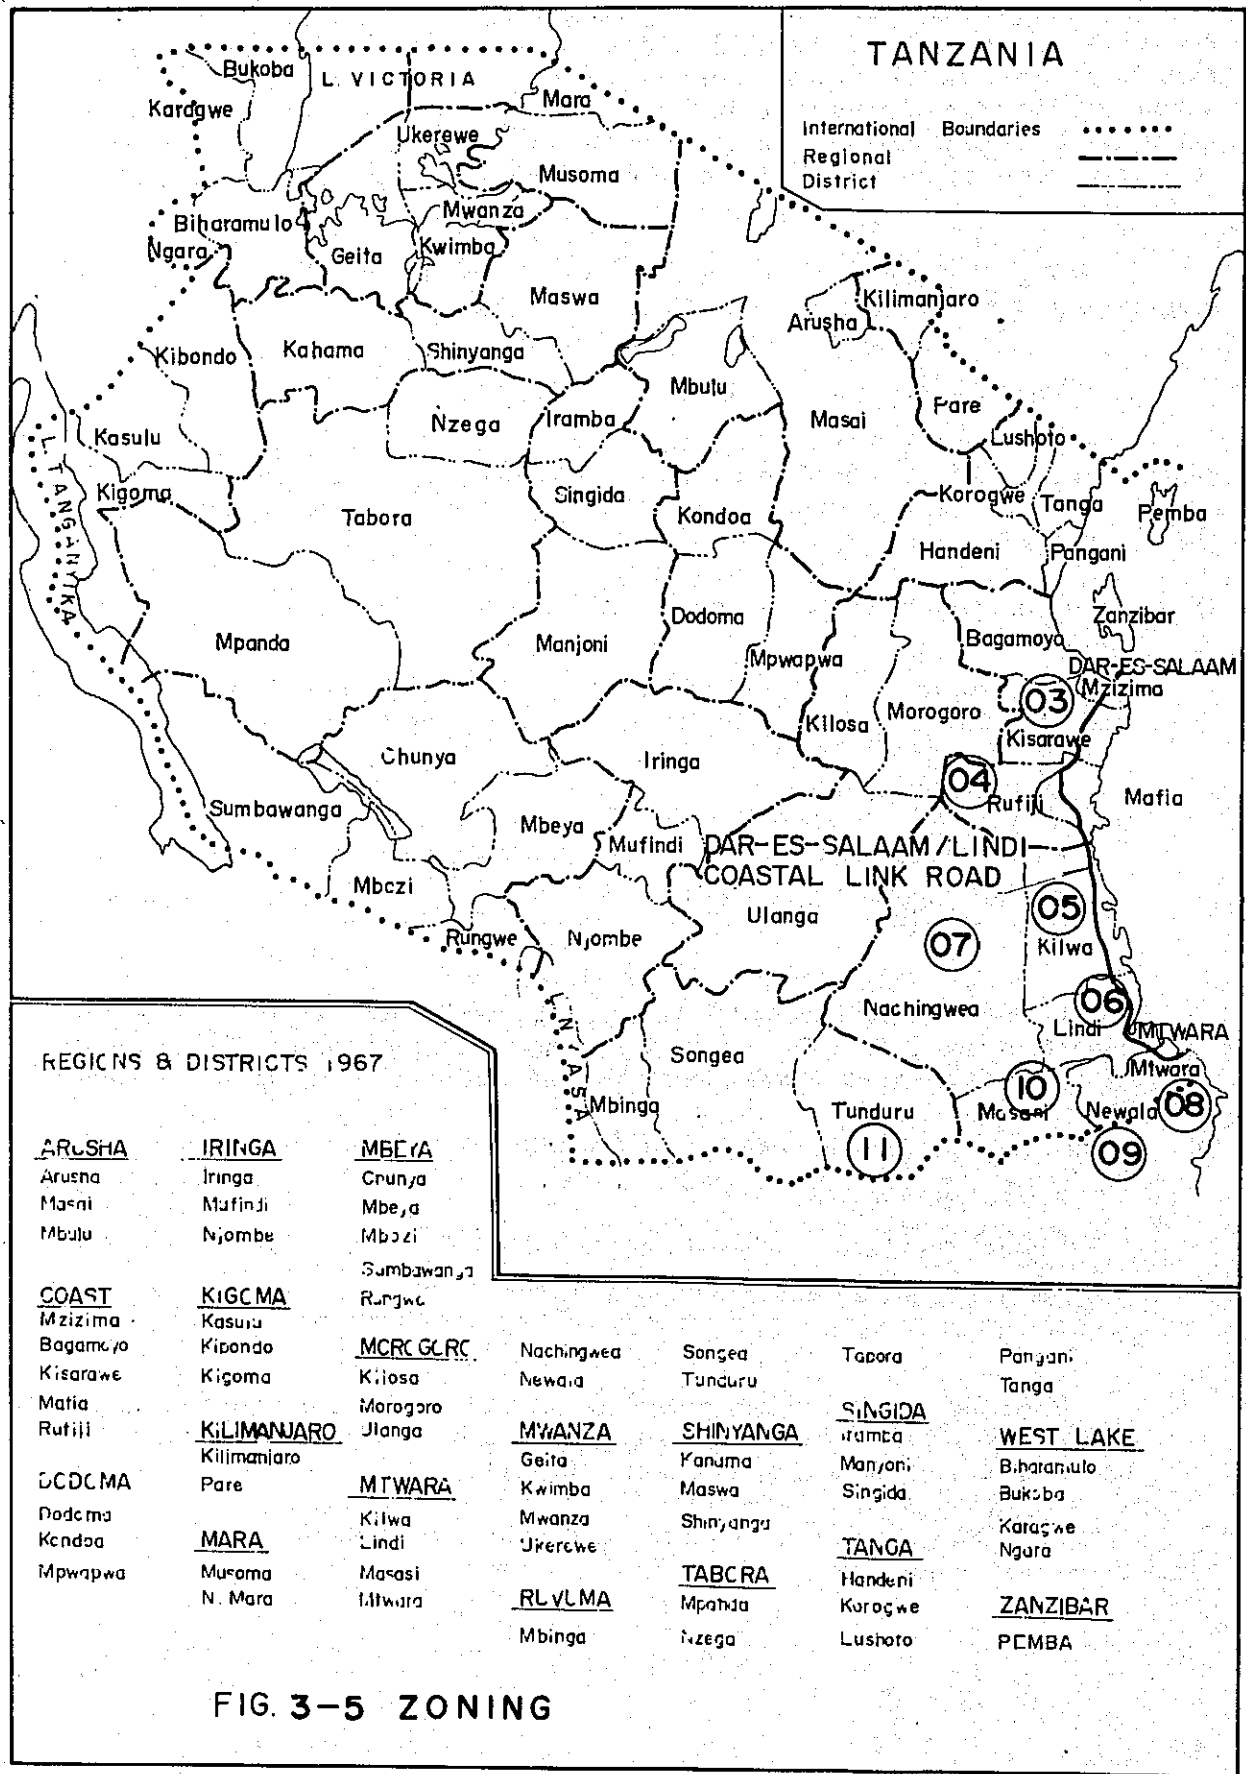 TANZANIA
International Boundaries
Regional
District
Bukoba
L. VICTORIA
Karagwe
Mara
Ukerewe
Musoma
Biharamulo
Mwanza
Ngara
Geita
Kwimba
Maswa
Kilimanjaro
Arusha
Kibondo
Kahama
Shinyanga
Mbulu
Pare
Nzega
Iramba
Masai
Kasulu
Lushoto
L. TANGANYIKA
Kigoma
Singida
Korogwe
Tanga
Pemba
Tabora
Kondoa
Handeni
Pangani
Dodoma
Zanzibar
Mpanda
Manjoni
Bagamoyo
Mpwapwa
DAR-ES-SALAAM
Mzizima
03
Kilosa
Morogoro
Kisarawe
Chunya
Iringa
04
Rufiji
Mafia
Sumbawanga
Mbeya
Mufindi
DAR-ES-SALAAM/LINDI
COASTAL LINK ROAD
Mbozi
Ulanga
05
Rungwe
Njombe
07
Kilwa
L. NYASA
Nachingwea
06
Lindi
MTWARA
Songea
Mtwara
Mbinga
10
Tunduru
Masani
Newala
08
11
09
REGIONS & DISTRICTS 1967
ARUSHA
Arusha
Masai
Mbulu
COAST
Mzizima
Bagamoyo
Kisarawe
Mafia
Rufiji
DODOMA
Dodoma
Kondoa
Mpwapwa
IRINGA
Iringa
Mufindi
Njombe
KIGOMA
Kasulu
Kibondo
Kigoma
KILIMANJARO
Kilimanjaro
Pare
MARA
Musoma
N. Mara
MBEYA
Chunya
Mbeya
Mbozi
Sumbawanga
Rungwe
MOROGORO
Kilosa
Morogoro
Ulanga
MTWARA
Kilwa
Lindi
Masasi
Mtwara
Nachingwea
Newala
MWANZA
Geita
Kwimba
Mwanza
Ukerewe
RUVUMA
Mbinga
Songea
Tunduru
SHINYANGA
Kahama
Maswa
Shinyanga
TABORA
Mpanda
Nzega
Tabora
SINGIDA
Iramba
Manyoni
Singida
TANGA
Handeni
Korogwe
Lushoto
Pangani
Tanga
WEST LAKE
Biharamulo
Bukoba
Karagwe
Ngara
ZANZIBAR
PEMBA
FIG. 3-5 ZONING